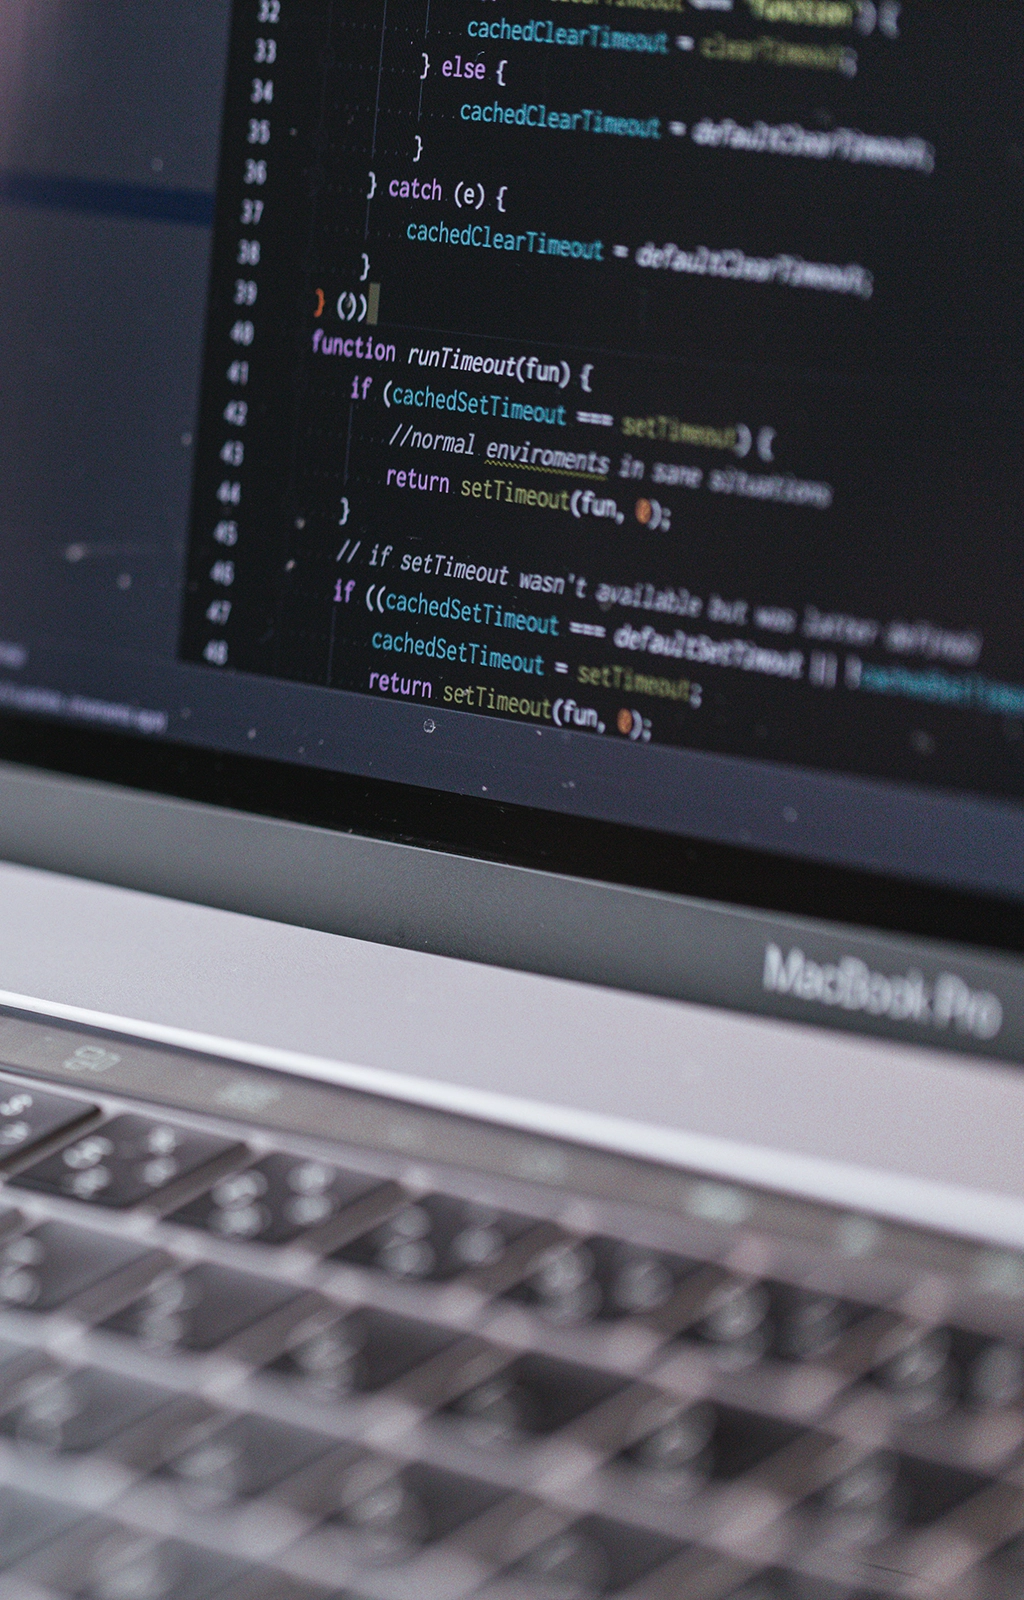 32 'function') {
33 cachedClearTimeout = clearTimeout;
34 } else {
35 cachedClearTimeout = defaultClearTimeout;
36 }
37 } catch (e) {
38 cachedClearTimeout = defaultClearTimeout;
39 }
40 } ())
41 function runTimeout(fun) {
42 if (cachedSetTimeout === setTimeout) {
43 //normal enviroments in sane situations
44 return setTimeout(fun, 0);
45 }
46 // if setTimeout wasn't available but was latter defined
47 if ((cachedSetTimeout === defaultSetTimout || !
48 cachedSetTimeout = setTimeout;
return setTimeout(fun, 0);
MacBook Pro